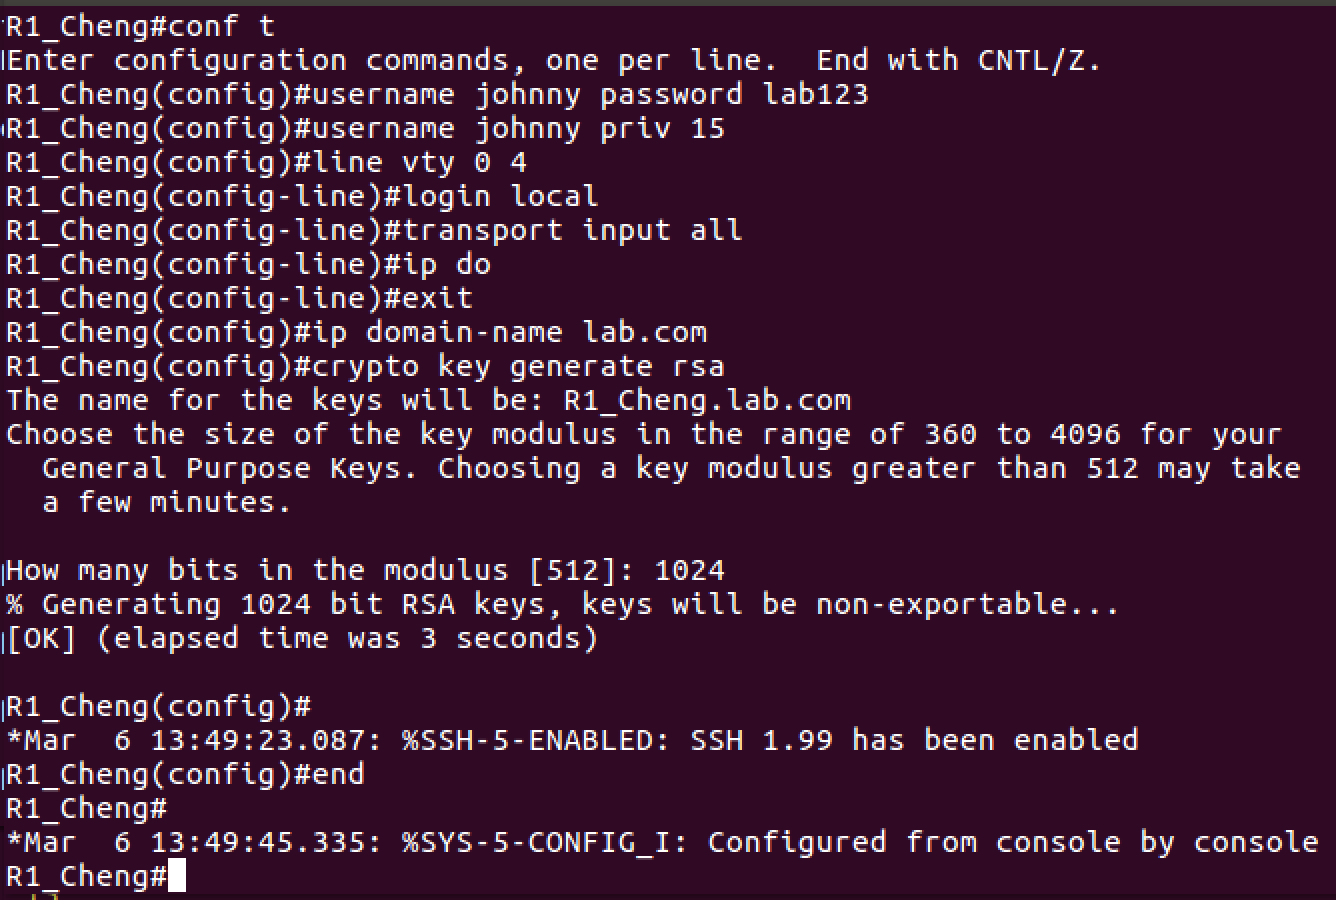 R1_Cheng#conf t
Enter configuration commands, one per line.  End with CNTL/Z.
R1_Cheng(config)#username johnny password lab123
R1_Cheng(config)#username johnny priv 15
R1_Cheng(config)#line vty 0 4
R1_Cheng(config-line)#login local
R1_Cheng(config-line)#transport input all
R1_Cheng(config-line)#ip do
R1_Cheng(config-line)#exit
R1_Cheng(config)#ip domain-name lab.com
R1_Cheng(config)#crypto key generate rsa
The name for the keys will be: R1_Cheng.lab.com
Choose the size of the key modulus in the range of 360 to 4096 for your
  General Purpose Keys. Choosing a key modulus greater than 512 may take
  a few minutes.

How many bits in the modulus [512]: 1024
% Generating 1024 bit RSA keys, keys will be non-exportable...
[OK] (elapsed time was 3 seconds)

R1_Cheng(config)#
*Mar  6 13:49:23.087: %SSH-5-ENABLED: SSH 1.99 has been enabled
R1_Cheng(config)#end
R1_Cheng#
*Mar  6 13:49:45.335: %SYS-5-CONFIG_I: Configured from console by console
R1_Cheng#